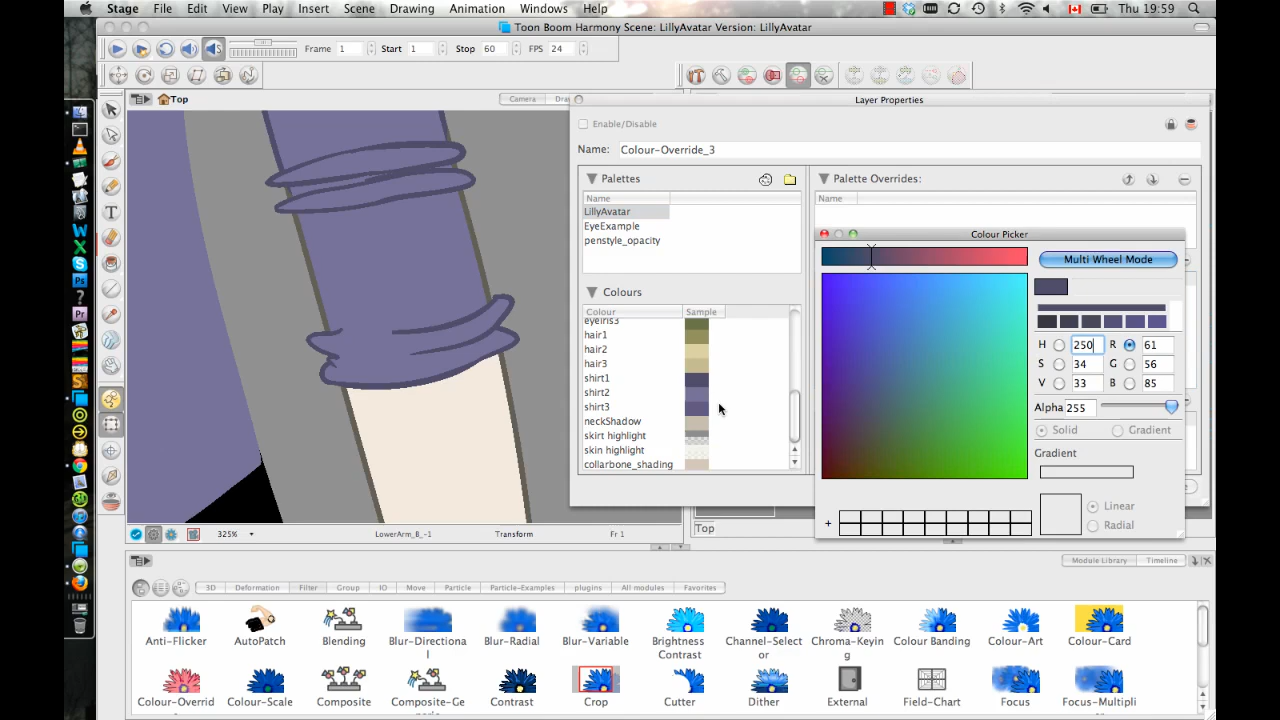 Stage File Edit View Play Insert Scene Drawing Animation Windows Help Thu 19:59
Toon Boom Harmony Scene: LillyAvatar Version: LillyAvatar
Frame 1 Start 1 Stop 60 FPS 24
Top Camera
Layer Properties
Enable/Disable
Name: Colour-Override_3
Palettes Palette Overrides:
Name Name
LillyAvatar
EyeExample
penstyle_opacity
Colour Picker
Multi Wheel Mode
Colours
Colour Sample
eyeIris3
hair1
hair2
hair3
shirt1
shirt2
shirt3
neckShadow
skirt highlight
skin highlight
collarbone_shading
H 250 R 61
S 34 G 56
V 33 B 85
Alpha 255
Solid Gradient
Gradient
Linear
Radial
325% LowerArm_B_-1 Transform Fr 1
Top
Module Library Timeline
3D Deformation Filter Group IO Move Particle Particle-Examples plugins All modules Favorites
Anti-Flicker AutoPatch Blending Blur-Directiona Blur-Radial Blur-Variable Brightness Channel-Select Chroma-Keyin Colour Banding Colour-Art Colour-Card
l Contrast or g
Colour-Overrid Colour-Scale Composite Composite-Ge Contrast Crop Cutter Dither External Field-Chart Focus Focus-Multipli